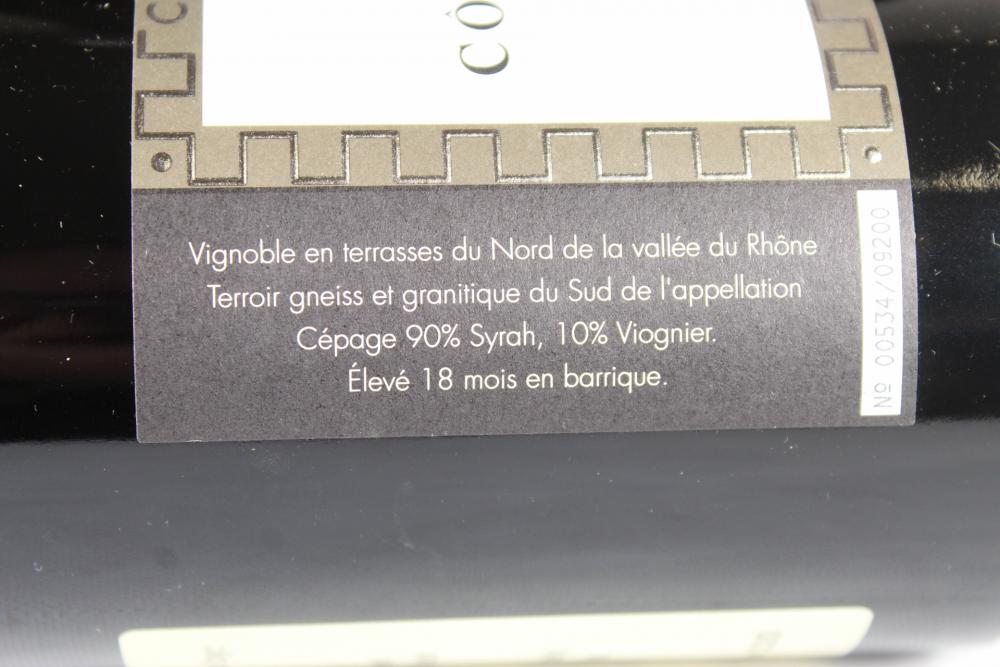 C
CÔ
Vignoble en terrasses du Nord de la vallée du Rhône
Terroir gneiss et granitique du Sud de l'appellation
Cépage 90% Syrah, 10% Viognier.
Élevé 18 mois en barrique.
Nº 00534/09200